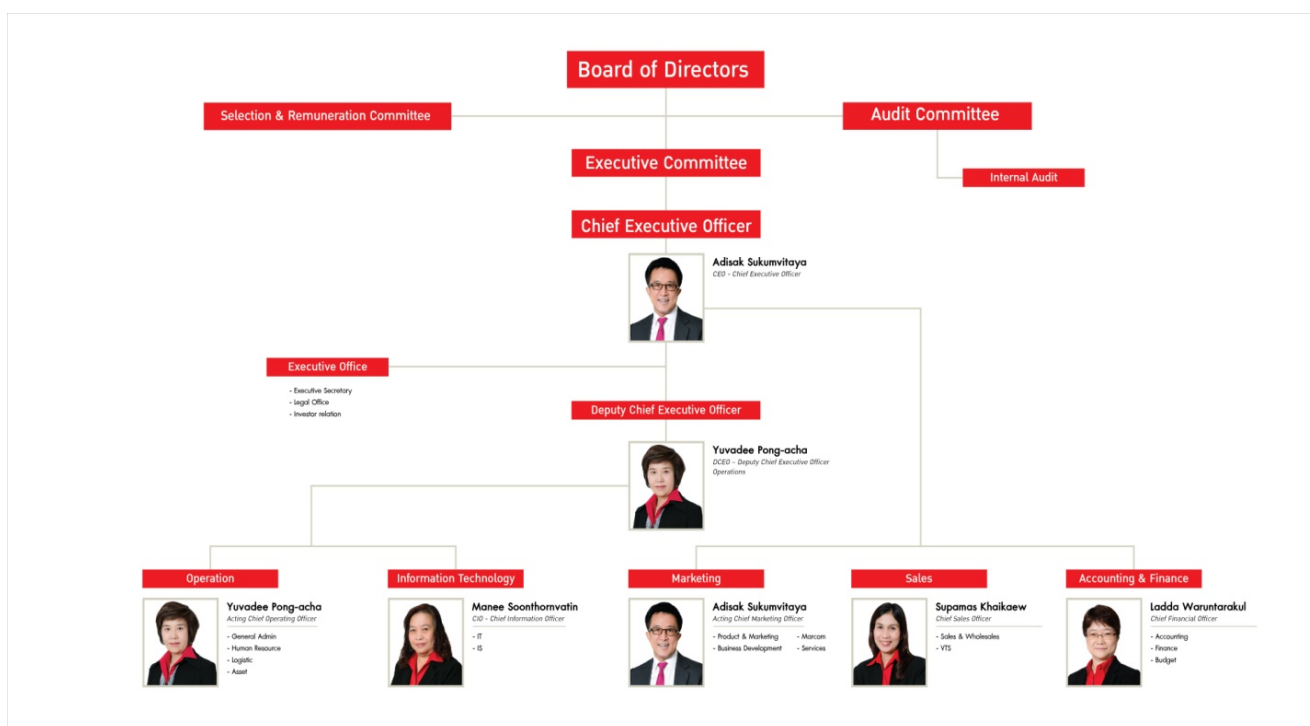 Board of Directors
Selection & Remuneration Committee
Audit Committee
Executive Committee
Internal Audit
Chief Executive Officer
Adisak Sukumvitaya
CEO - Chief Executive Officer
Executive Office
- Executive Secretary
- Legal Office
- Investor relation
Deputy Chief Executive Officer
Yuvadee Pong-acha
DCEO - Deputy Chief Executive Officer
Operations
Operation
Yuvadee Pong-acha
Acting Chief Operating Officer
- General Admin
- Human Resource
- Logistic
- Asset
Information Technology
Manee Soonthornvatin
CIO - Chief Information Officer
- IT
- IS
Marketing
Adisak Sukumvitaya
Acting Chief Marketing Officer
- Product & Marketing
- Business Development
- Marcom
- Services
Sales
Supamas Khaikaew
Chief Sales Officer
- Sales & Wholesales
- VTS
Accounting & Finance
Ladda Waruntarakul
Chief Financial Officer
- Accounting
- Finance
- Budget